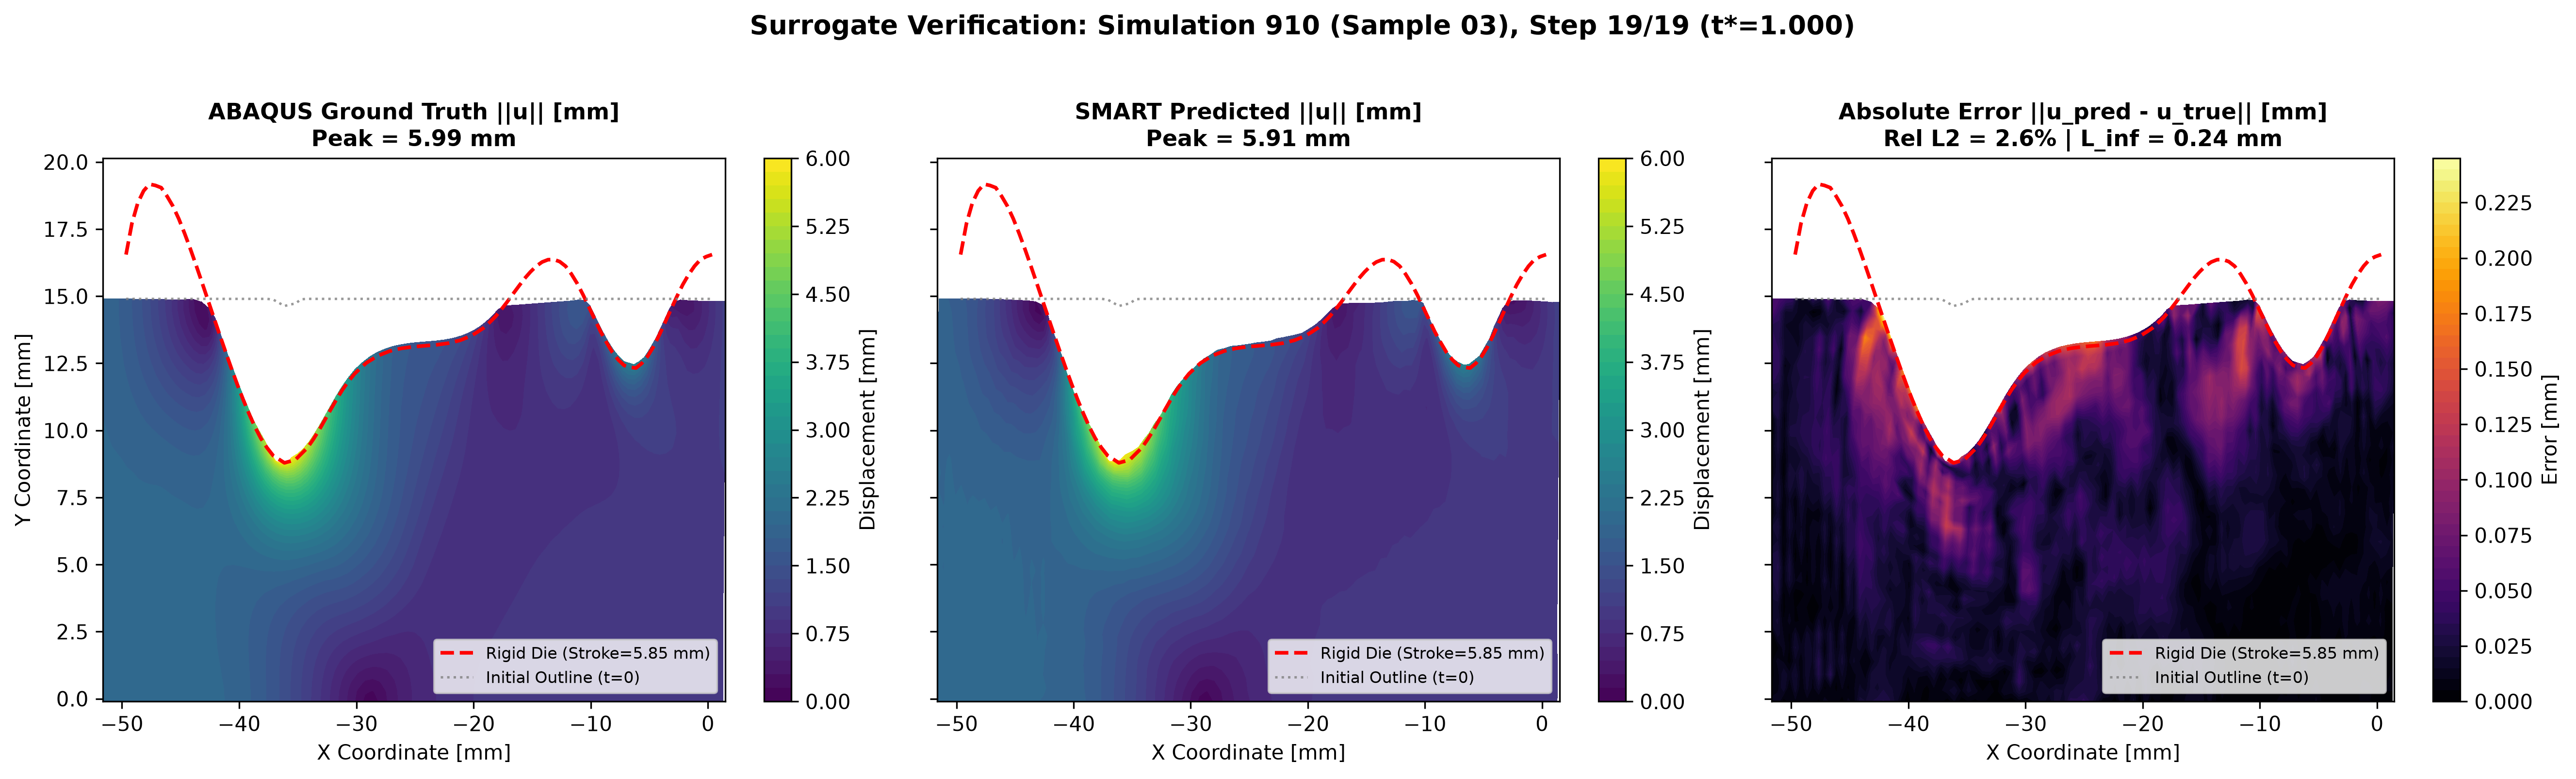 Surrogate Verification: Simulation 910 (Sample 03), Step 19/19 (t*=1.000)
ABAQUS Ground Truth ||u|| [mm]
Peak = 5.99 mm
20.0
17.5
15.0
12.5
10.0
7.5
5.0
2.5
0.0
Y Coordinate [mm]
−50
−40
−30
−20
−10
0
X Coordinate [mm]
Rigid Die (Stroke=5.85 mm)
Initial Outline (t=0)
6.00
5.25
4.50
3.75
3.00
2.25
1.50
0.75
0.00
Displacement [mm]
SMART Predicted ||u|| [mm]
Peak = 5.91 mm
−50
−40
−30
−20
−10
0
X Coordinate [mm]
Rigid Die (Stroke=5.85 mm)
Initial Outline (t=0)
6.00
5.25
4.50
3.75
3.00
2.25
1.50
0.75
0.00
Displacement [mm]
Absolute Error ||u_pred - u_true|| [mm]
Rel L2 = 2.6% | L_inf = 0.24 mm
−50
−40
−30
−20
−10
0
X Coordinate [mm]
Rigid Die (Stroke=5.85 mm)
Initial Outline (t=0)
0.225
0.200
0.175
0.150
0.125
0.100
0.075
0.050
0.025
0.000
Error [mm]